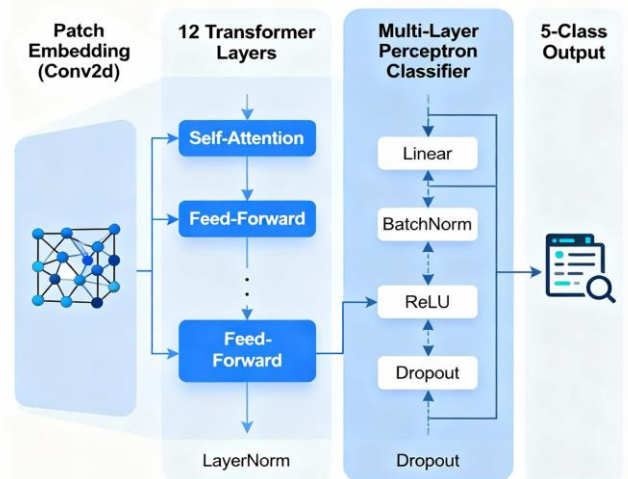 Patch
Embedding
(Conv2d)
12 Transformer
Layers
Self-Attention
Feed-Forward
Feed-
Forward
LayerNorm
Multi-Layer
Perceptron
Classifier
Linear
BatchNorm
ReLU
Dropout
Dropout
5-Class
Output